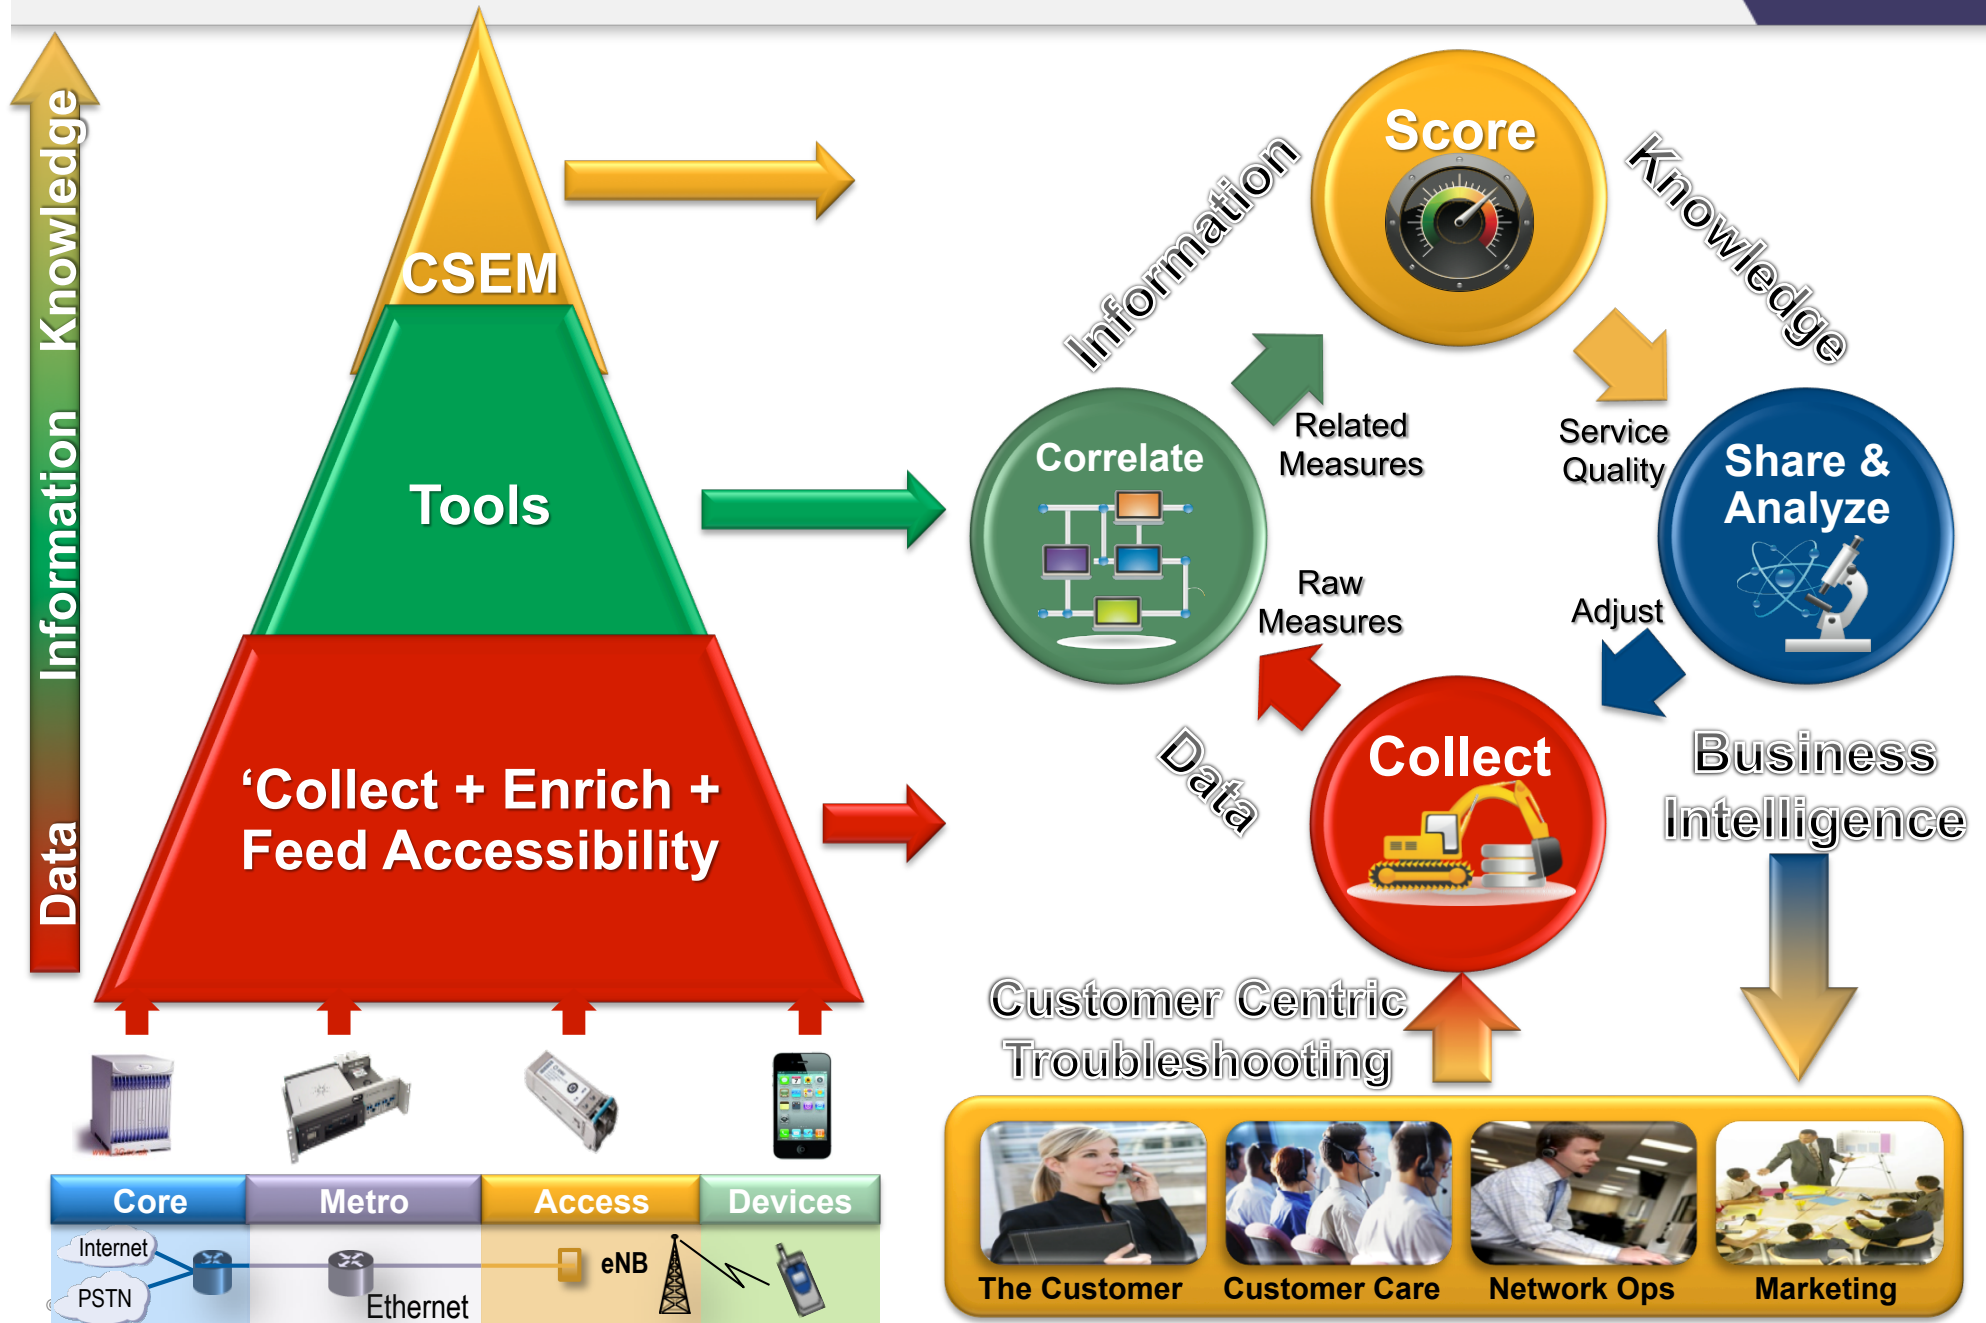 Knowledge
Information
Data
CSEM
Tools
‘Collect + Enrich +
Feed Accessibility
Core
Metro
Access
Devices
Internet
PSTN
Ethernet
eNB
©
Score
Information
Knowledge
Related
Measures
Service
Quality
Correlate
Share &
Analyze
Raw
Measures
Adjust
Data
Collect
Business
Intelligence
Customer Centric
Troubleshooting
The Customer
Customer Care
Network Ops
Marketing